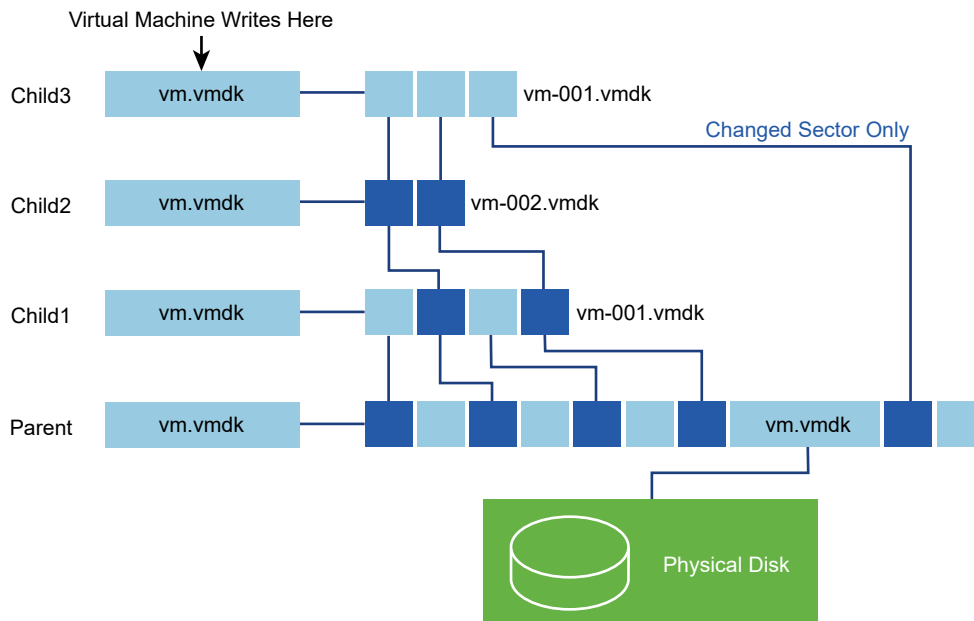 Virtual Machine Writes Here
Child3 vm.vmdk vm-001.vmdk
Changed Sector Only
Child2 vm.vmdk vm-002.vmdk
Child1 vm.vmdk vm-001.vmdk
Parent vm.vmdk vm.vmdk
Physical Disk